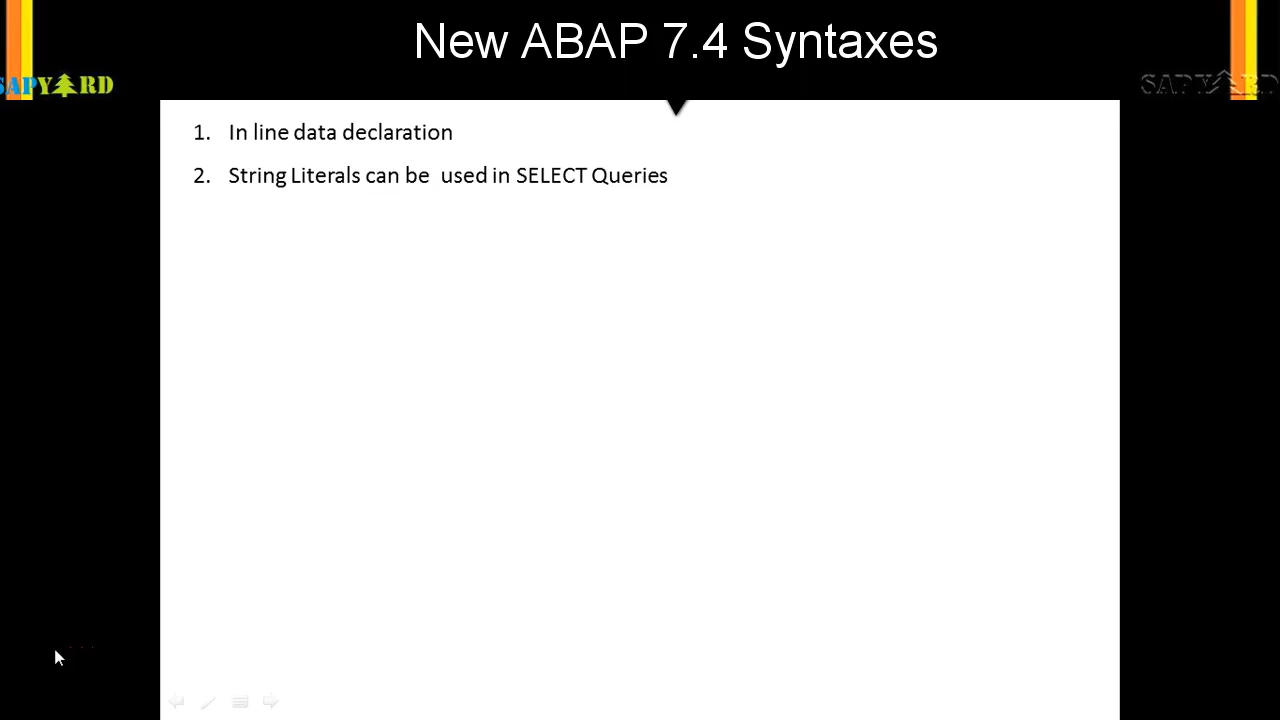 New ABAP 7.4 Syntaxes
SAPYARD
SAPYARD
1. In line data declaration
2. String Literals can be used in SELECT Queries